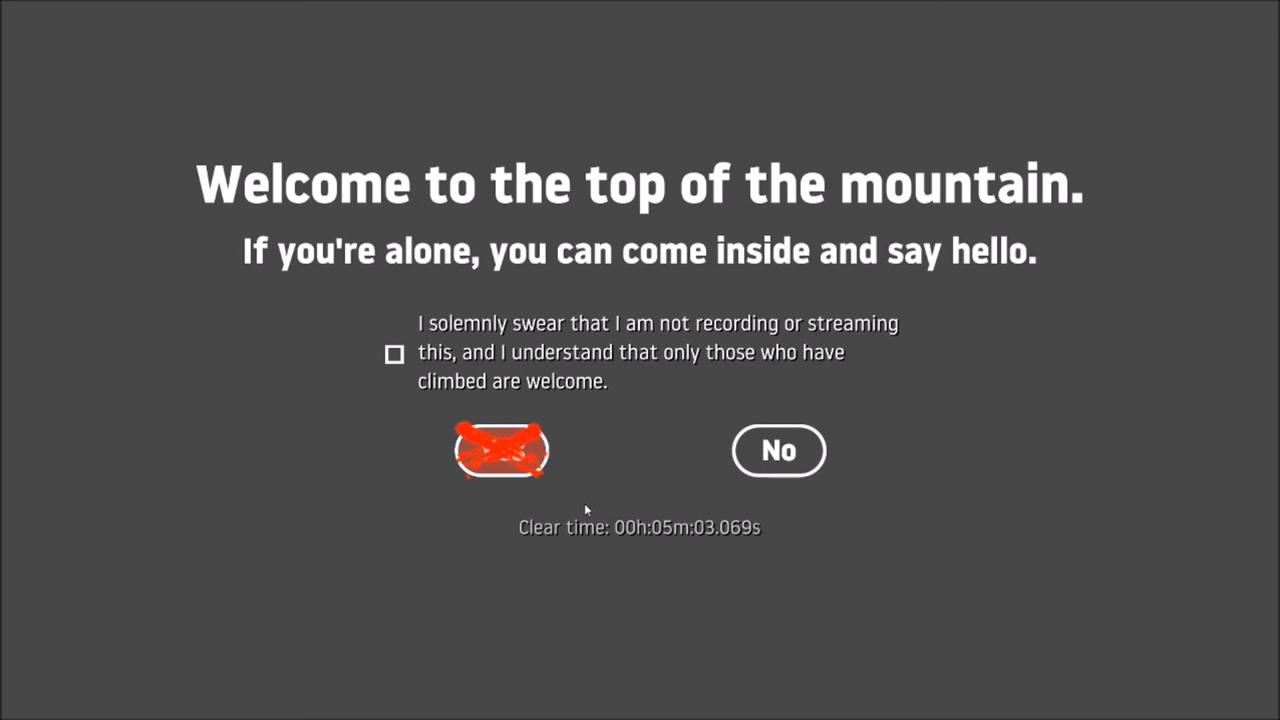 Welcome to the top of the mountain.
If you're alone, you can come inside and say hello.
I solemnly swear that I am not recording or streaming
this, and I understand that only those who have
climbed are welcome.
No
Clear time: 00h:05m:03.069s